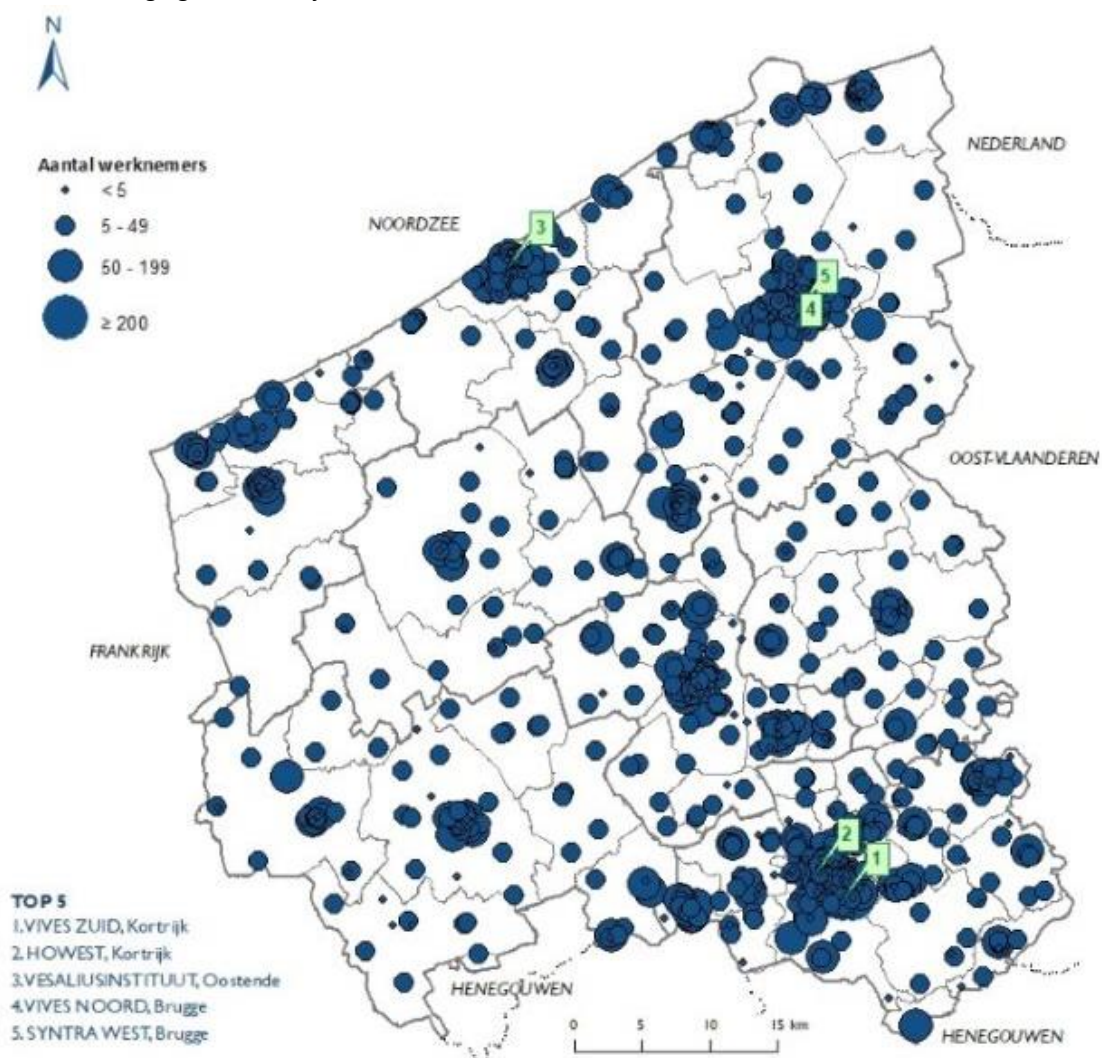 N
Aantal werknemers
< 5
5 - 49
50 - 199
≥ 200
NOORDZEE
NEDERLAND
OOST-VLAANDEREN
FRANKRIJK
HENEGOUWEN
HENEGOUWEN
3
5
4
2
1
TOP 5
1. VIVES ZUID, Kortrijk
2. HOWEST, Kortrijk
3. VESALIUSINSTITUUT, Oostende
4. VIVES NOORD, Brugge
5. SYNTRA WEST, Brugge
0 5 10 15 km